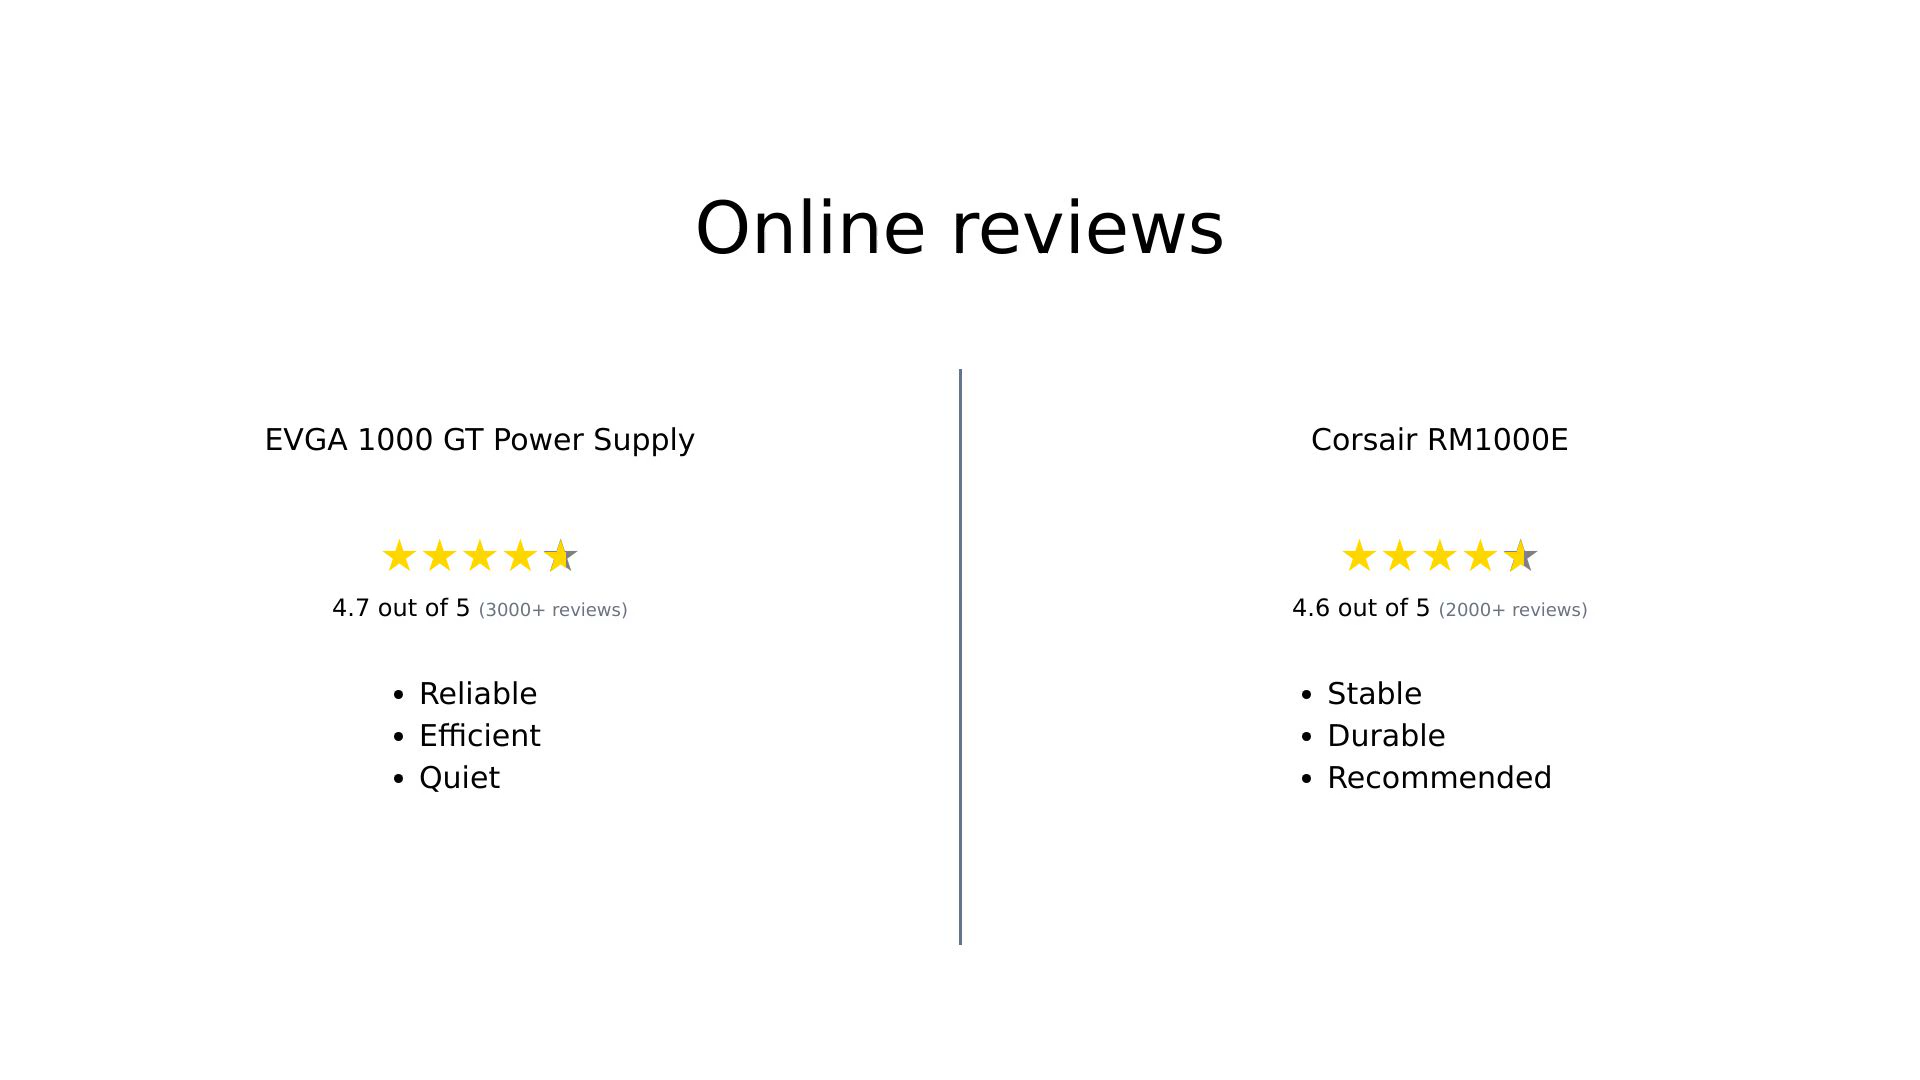 Online reviews
EVGA 1000 GT Power Supply
4.7 out of 5 (3000+ reviews)
• Reliable
• Efficient
• Quiet
Corsair RM1000E
4.6 out of 5 (2000+ reviews)
• Stable
• Durable
• Recommended